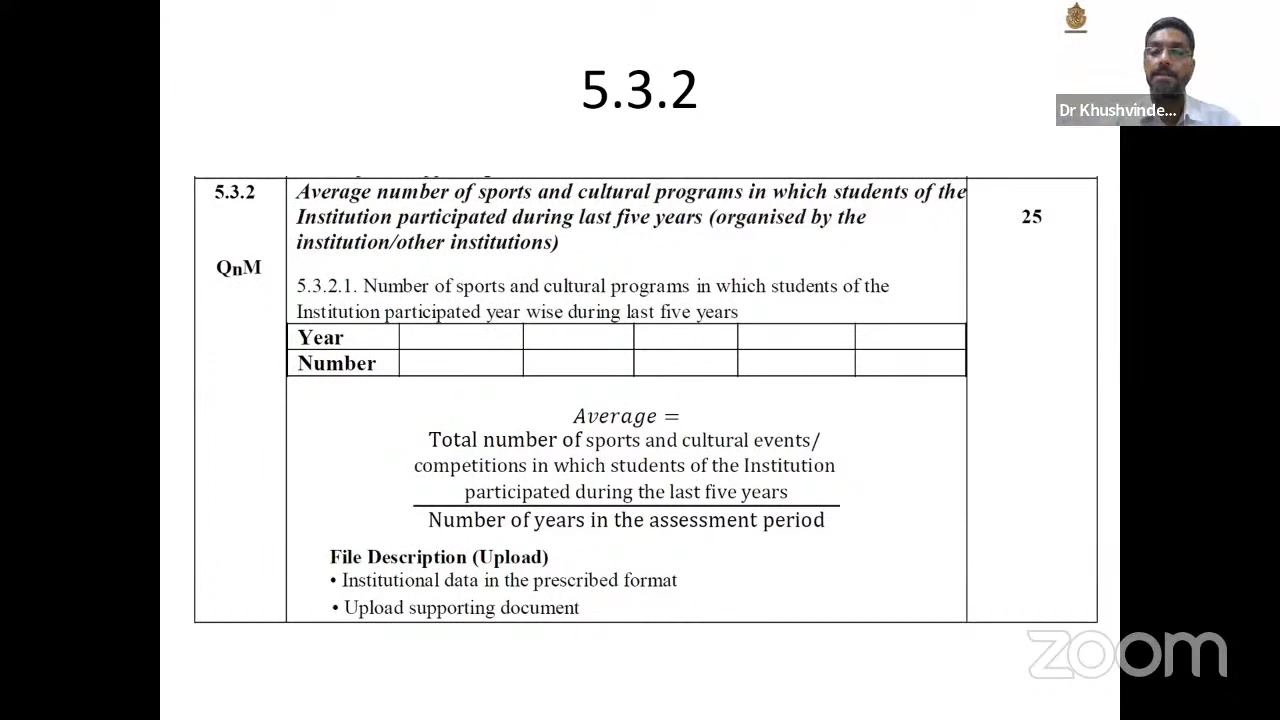 5.3.2
Dr Khushvinde...
5.3.2
QnM
Average number of sports and cultural programs in which students of the
Institution participated during last five years (organised by the
institution/other institutions)
25
5.3.2.1. Number of sports and cultural programs in which students of the
Institution participated year wise during last five years
Year
Number
Average =
Total number of sports and cultural events/
competitions in which students of the Institution
participated during the last five years
Number of years in the assessment period
File Description (Upload)
• Institutional data in the prescribed format
• Upload supporting document
zoom